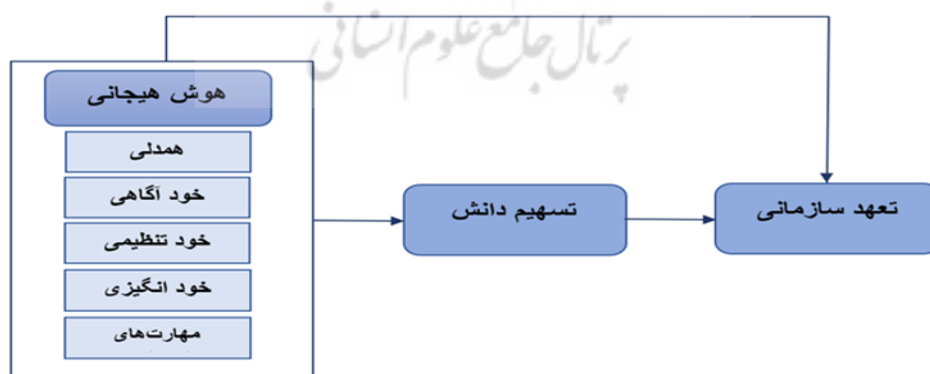 پرتال جامع علوم انسانی
هوش هیجانی
همدلی
خود آگاهی
خود تنظیمی
خود انگیزی
مهارت‌های
تسهیم دانش
تعهد سازمانی